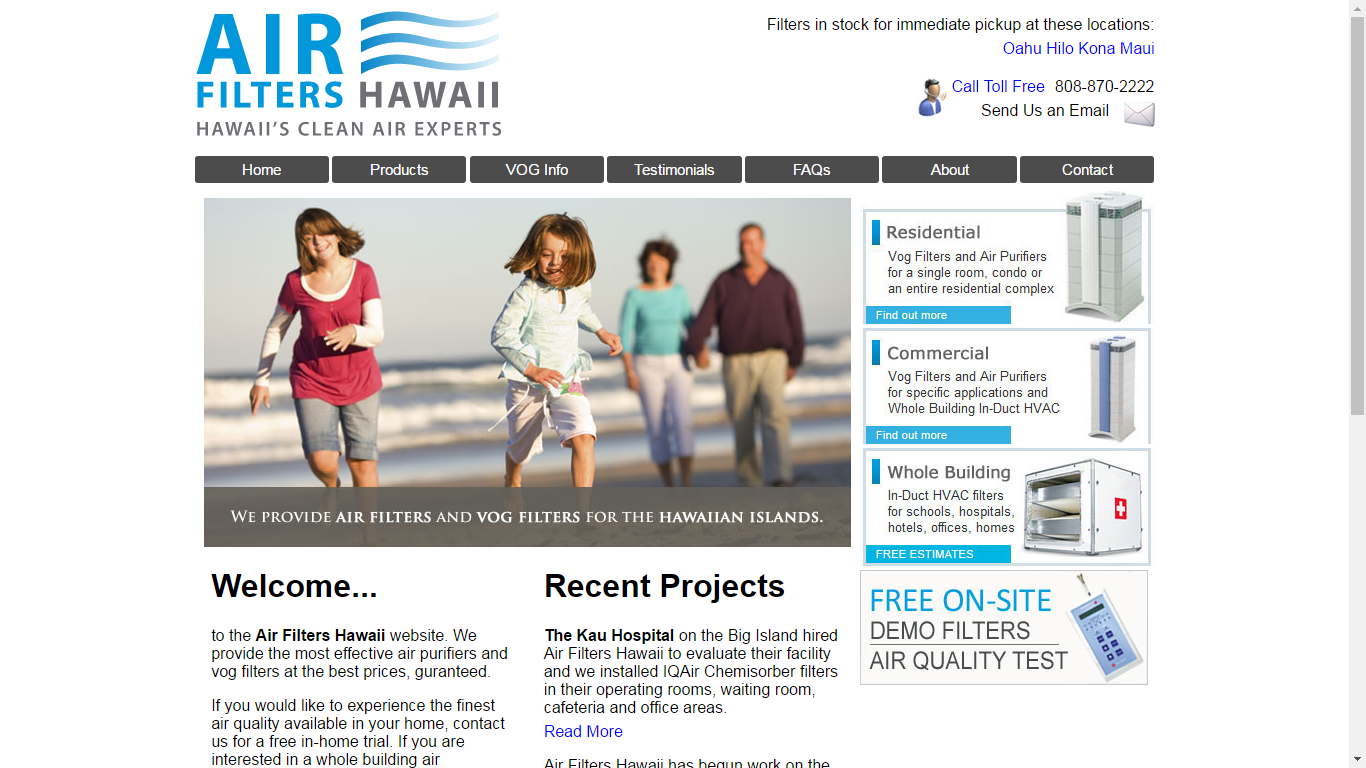 AIR
FILTERS HAWAII
HAWAII'S CLEAN AIR EXPERTS
Filters in stock for immediate pickup at these locations:
Oahu Hilo Kona Maui
Call Toll Free 808-870-2222
Send Us an Email
Home Products VOG Info Testimonials FAQs About Contact
WE PROVIDE AIR FILTERS AND VOG FILTERS FOR THE HAWAIIAN ISLANDS.
Residential
Vog Filters and Air Purifiers
for a single room, condo or
an entire residential complex
Find out more
Commercial
Vog Filters and Air Purifiers
for specific applications and
Whole Building In-Duct HVAC
Find out more
Whole Building
In-Duct HVAC filters
for schools, hospitals,
hotels, offices, homes
FREE ESTIMATES
FREE ON-SITE
DEMO FILTERS
AIR QUALITY TEST
Welcome...
to the Air Filters Hawaii website. We
provide the most effective air purifiers and
vog filters at the best prices, guranteed.
If you would like to experience the finest
air quality available in your home, contact
us for a free in-home trial. If you are
interested in a whole building air
Recent Projects
The Kau Hospital on the Big Island hired
Air Filters Hawaii to evaluate their facility
and we installed IQAir Chemisorber filters
in their operating rooms, waiting room,
cafeteria and office areas.
Read More
Air Filters Hawaii has begun work on the